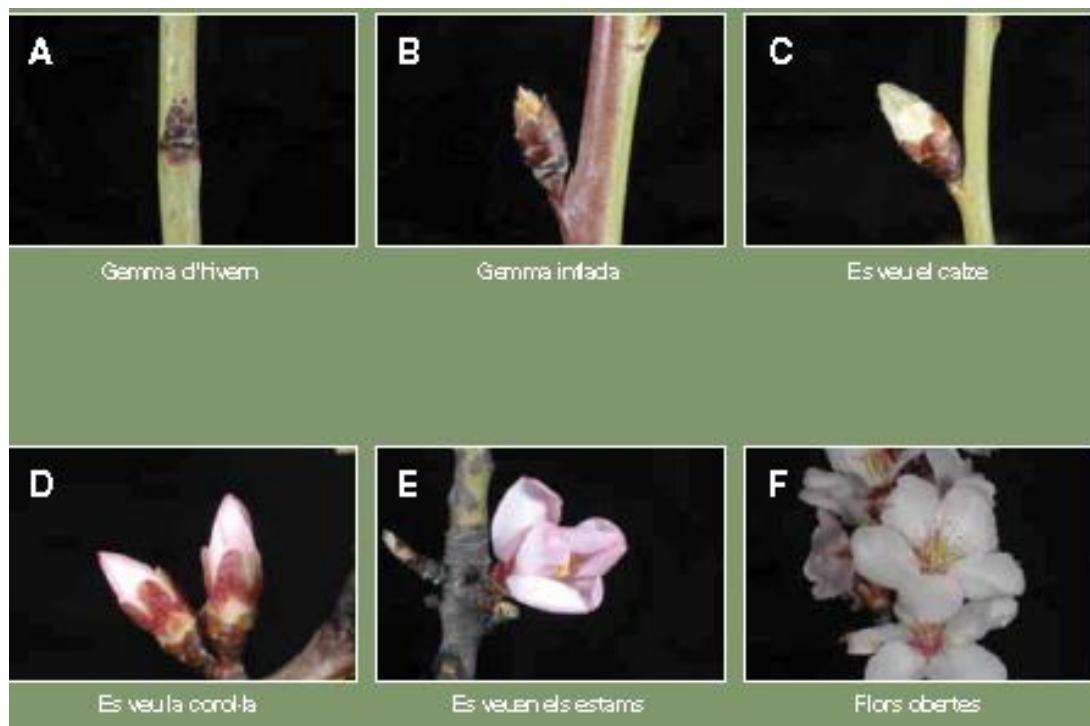 A
B
C
Gemma d'hivern
Gemma inflada
Es veu el calze
D
E
F
Es veu la corol·la
Es veuen els estams
Flors obertes